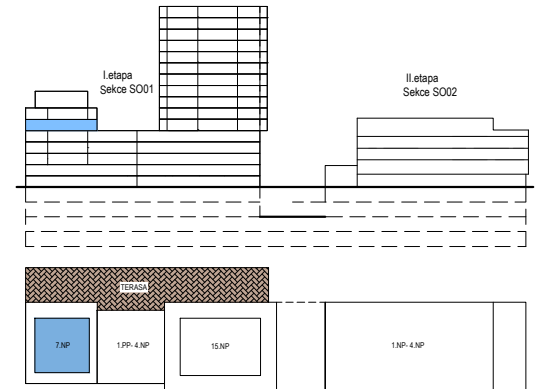 I.etapa
Sekce SO01
II.etapa
Sekce SO02
TERASA
7.NP
1.PP- 4.NP
15.NP
1.NP- 4.NP